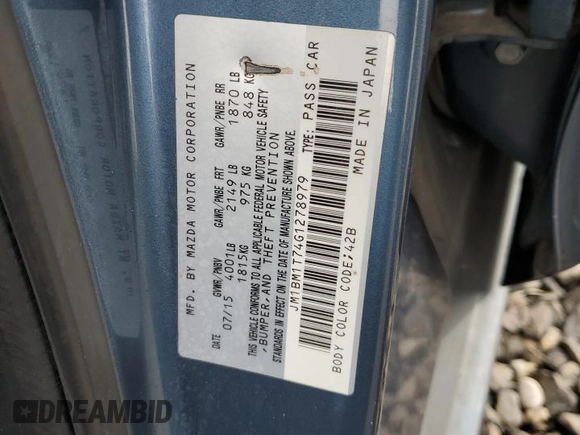 MFD. BY MAZDA MOTOR CORPORATION
DATE GVWR/PNBV GAWR/PNBE FRT GAWR/PNBE RR
07/15 4001LB 2149 LB 1870 LB
1815KG 975 KG 848 KG
THIS VEHICLE CONFORMS TO ALL APPLICABLE FEDERAL MOTOR VEHICLE SAFETY
,BUMPER,AND THEFT PREVENTION
STANDARDS IN EFFECT ON THE DATE OF MANUFACTURE SHOWN ABOVE.
JM1BM1T74G1278979 TYPE: PASS CAR
BODY COLOR CODE;42B
MADE IN JAPAN
DREAMBID